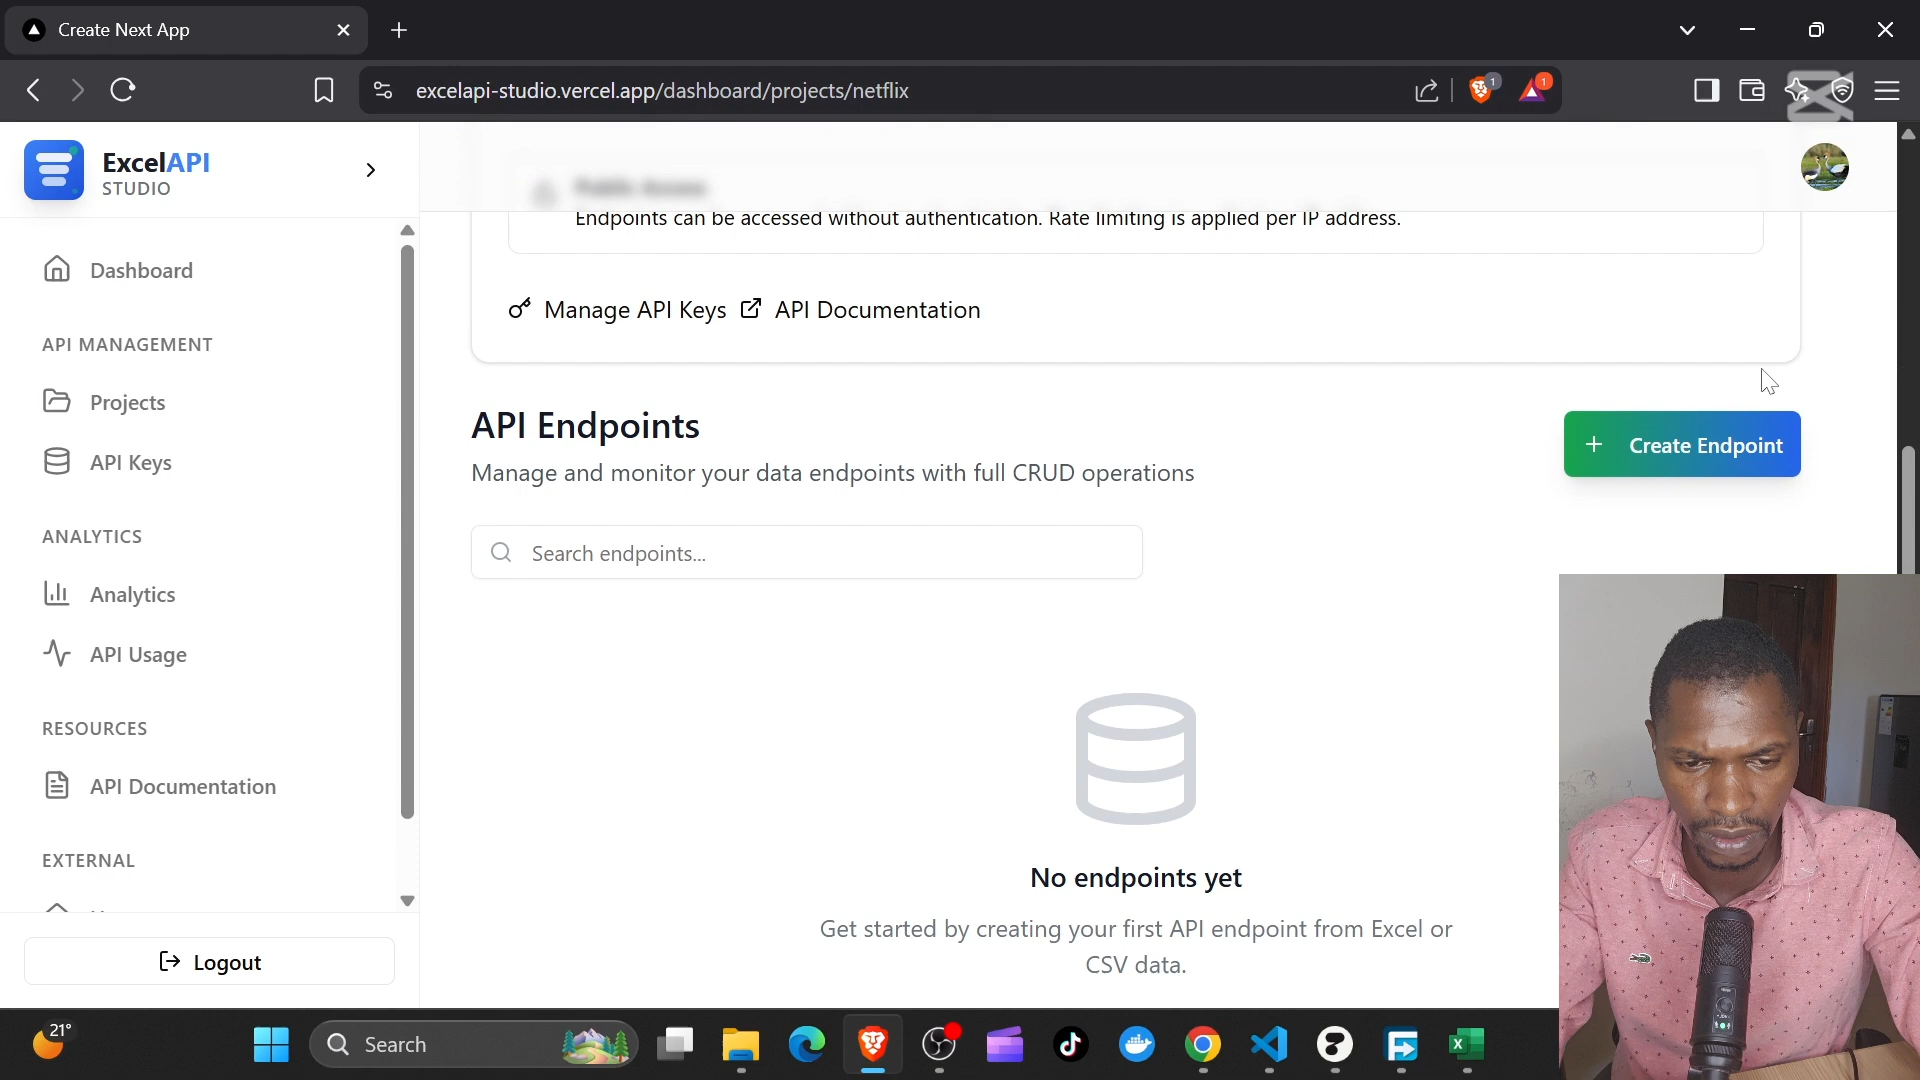 Create Next App
excelapi-studio.vercel.app/dashboard/projects/netflix
1
1
ExcelAPI
STUDIO
Public Access
Endpoints can be accessed without authentication. Rate limiting is applied per IP address.
Dashboard
Manage API Keys
API Documentation
API MANAGEMENT
Projects
API Keys
API Endpoints
Manage and monitor your data endpoints with full CRUD operations
Create Endpoint
Search endpoints...
ANALYTICS
Analytics
API Usage
RESOURCES
API Documentation
EXTERNAL
No endpoints yet
Get started by creating your first API endpoint from Excel or
CSV data.
Logout
21°
Search